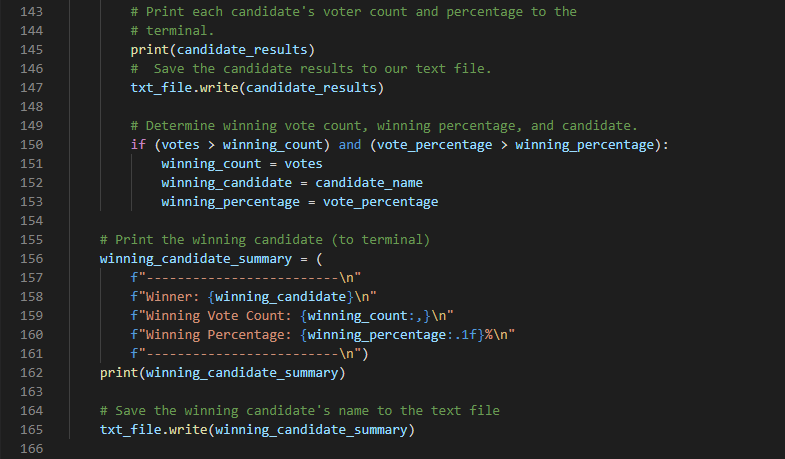 143 # Print each candidate's voter count and percentage to the
144 # terminal.
145 print(candidate_results)
146 #  Save the candidate results to our text file.
147 txt_file.write(candidate_results)
148
149 # Determine winning vote count, winning percentage, and candidate.
150 if (votes > winning_count) and (vote_percentage > winning_percentage):
151 winning_count = votes
152 winning_candidate = candidate_name
153 winning_percentage = vote_percentage
154
155 # Print the winning candidate (to terminal)
156 winning_candidate_summary = (
157 f"-------------------------\n"
158 f"Winner: {winning_candidate}\n"
159 f"Winning Vote Count: {winning_count:,}\n"
160 f"Winning Percentage: {winning_percentage:.1f}%\n"
161 f"-------------------------\n")
162 print(winning_candidate_summary)
163
164 # Save the winning candidate's name to the text file
165 txt_file.write(winning_candidate_summary)
166